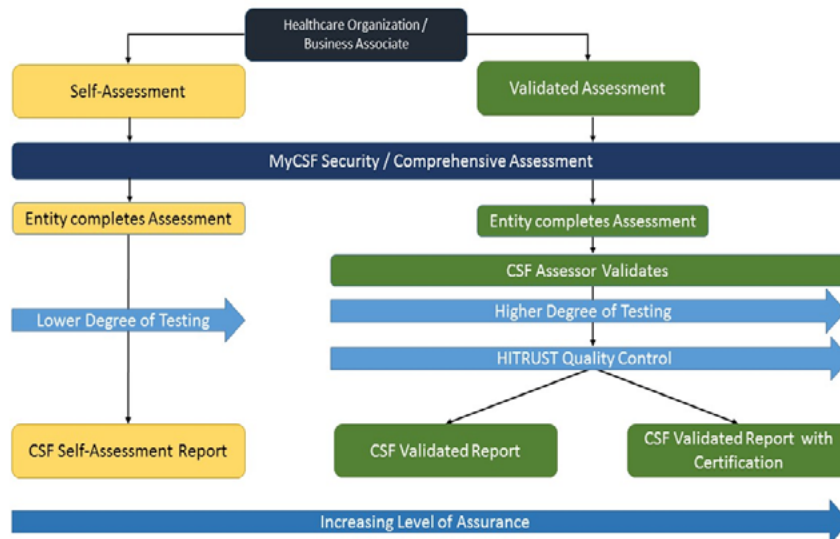 Healthcare Organization /
Business Associate
Self-Assessment
Validated Assessment
MyCSF Security / Comprehensive Assessment
Entity completes Assessment
Entity completes Assessment
CSF Assessor Validates
Lower Degree of Testing
Higher Degree of Testing
HITRUST Quality Control
CSF Self-Assessment Report
CSF Validated Report
CSF Validated Report with
Certification
Increasing Level of Assurance